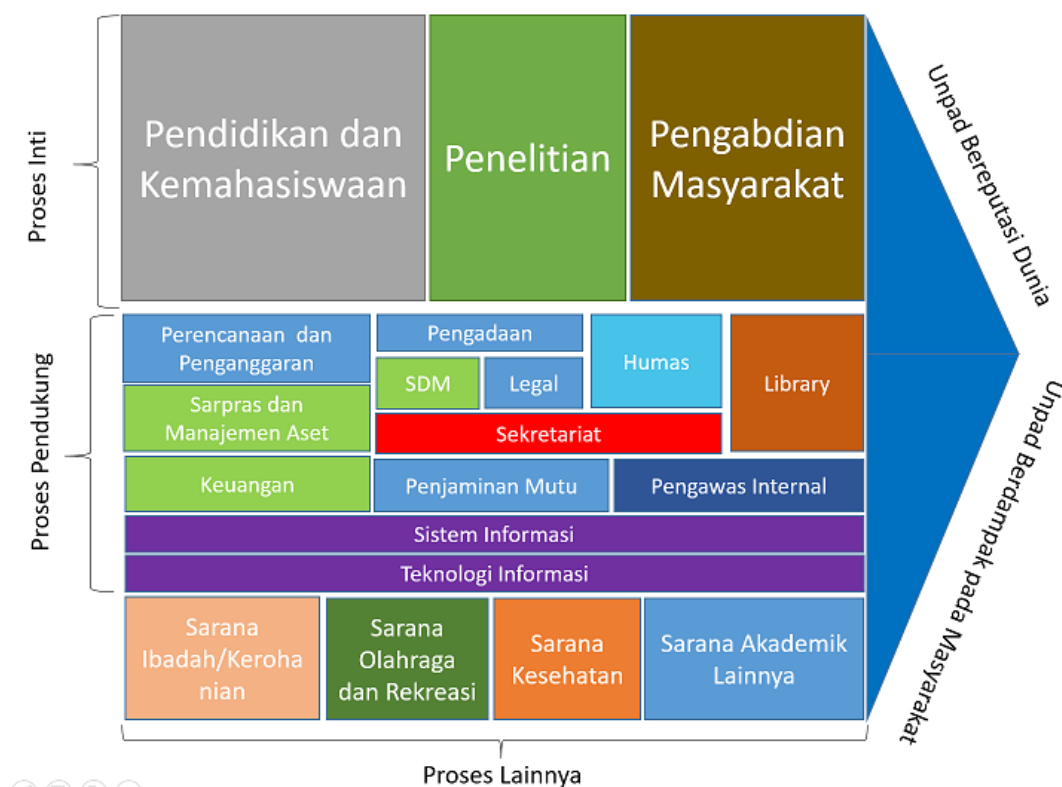 Proses Inti
Pendidikan dan
Kemahasiswaan
Penelitian
Pengabdian
Masyarakat
Unpad Bereputasi Dunia
Proses Pendukung
Perencanaan dan
Penganggaran
Pengadaan
Humas
Library
SDM
Legal
Sarpras dan
Manajemen Aset
Sekretariat
Keuangan
Penjaminan Mutu
Pengawas Internal
Sistem Informasi
Teknologi Informasi
Unpad Berdampak pada Masyarakat
Sarana
Ibadah/Keroha
nian
Sarana
Olahraga
dan Rekreasi
Sarana
Kesehatan
Sarana Akademik
Lainnya
Proses Lainnya